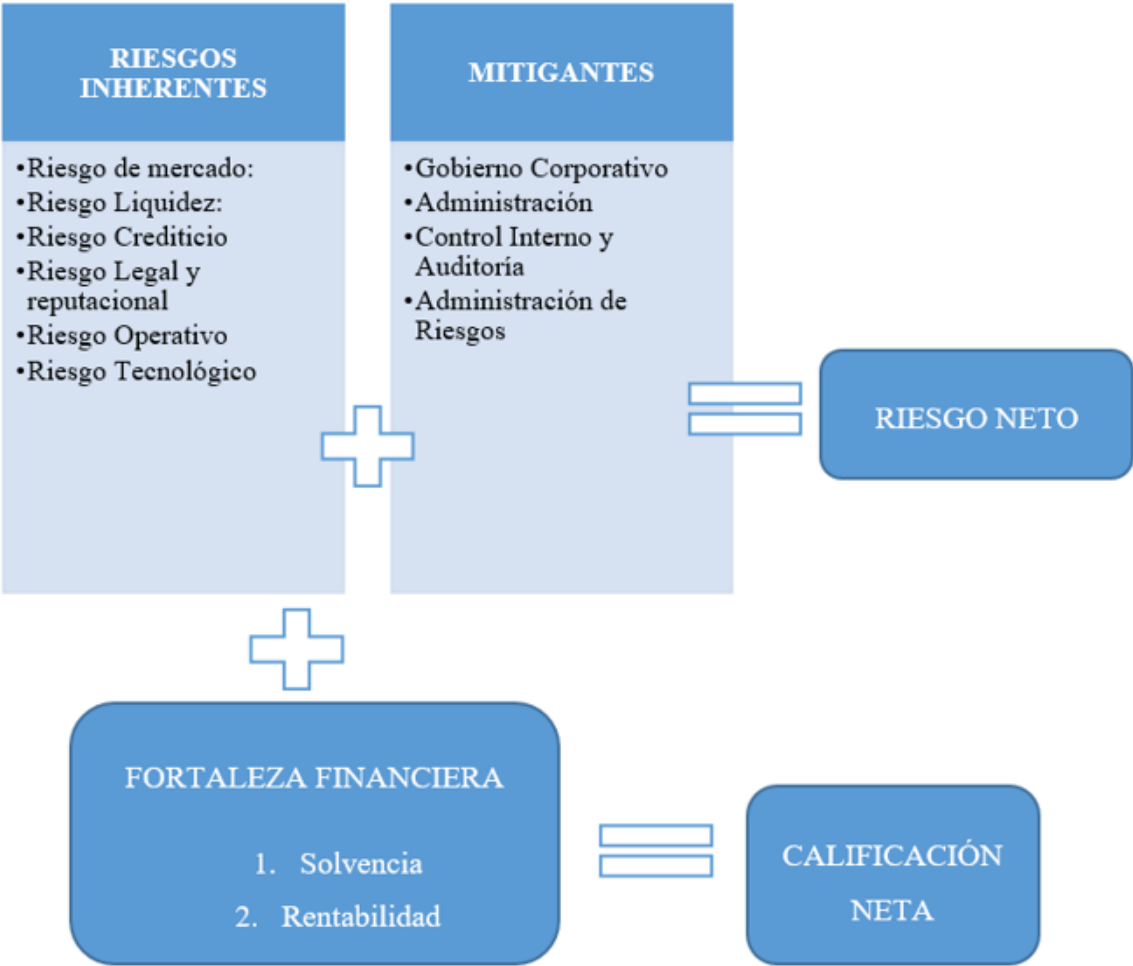 RIESGOS
INHERENTES
•Riesgo de mercado:
•Riesgo Liquidez:
•Riesgo Crediticio
•Riesgo Legal y
reputacional
•Riesgo Operativo
•Riesgo Tecnológico
MITIGANTES
•Gobierno Corporativo
•Administración
•Control Interno y
Auditoría
•Administración de
Riesgos
RIESGO NETO
FORTALEZA FINANCIERA
1. Solvencia
2. Rentabilidad
CALIFICACIÓN
NETA